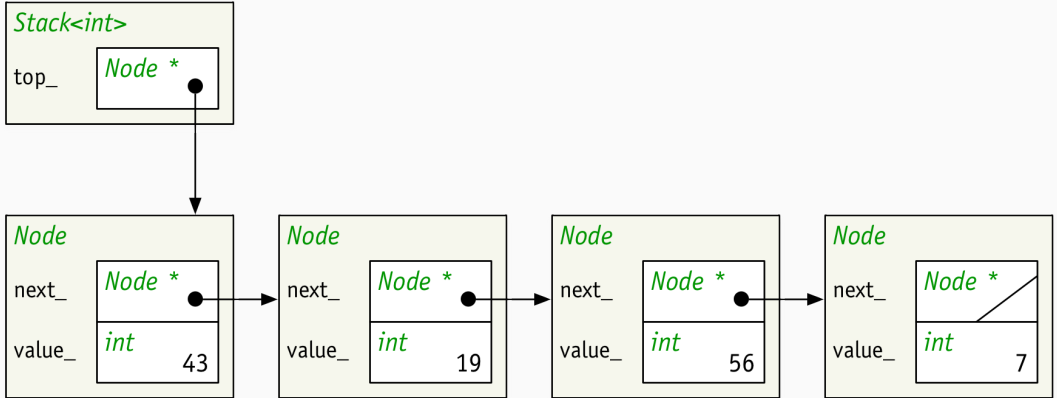 Stack<int>
top_
Node *
Node
next_
Node *
value_
int
43
Node
next_
Node *
value_
int
19
Node
next_
Node *
value_
int
56
Node
next_
Node *
value_
int
7